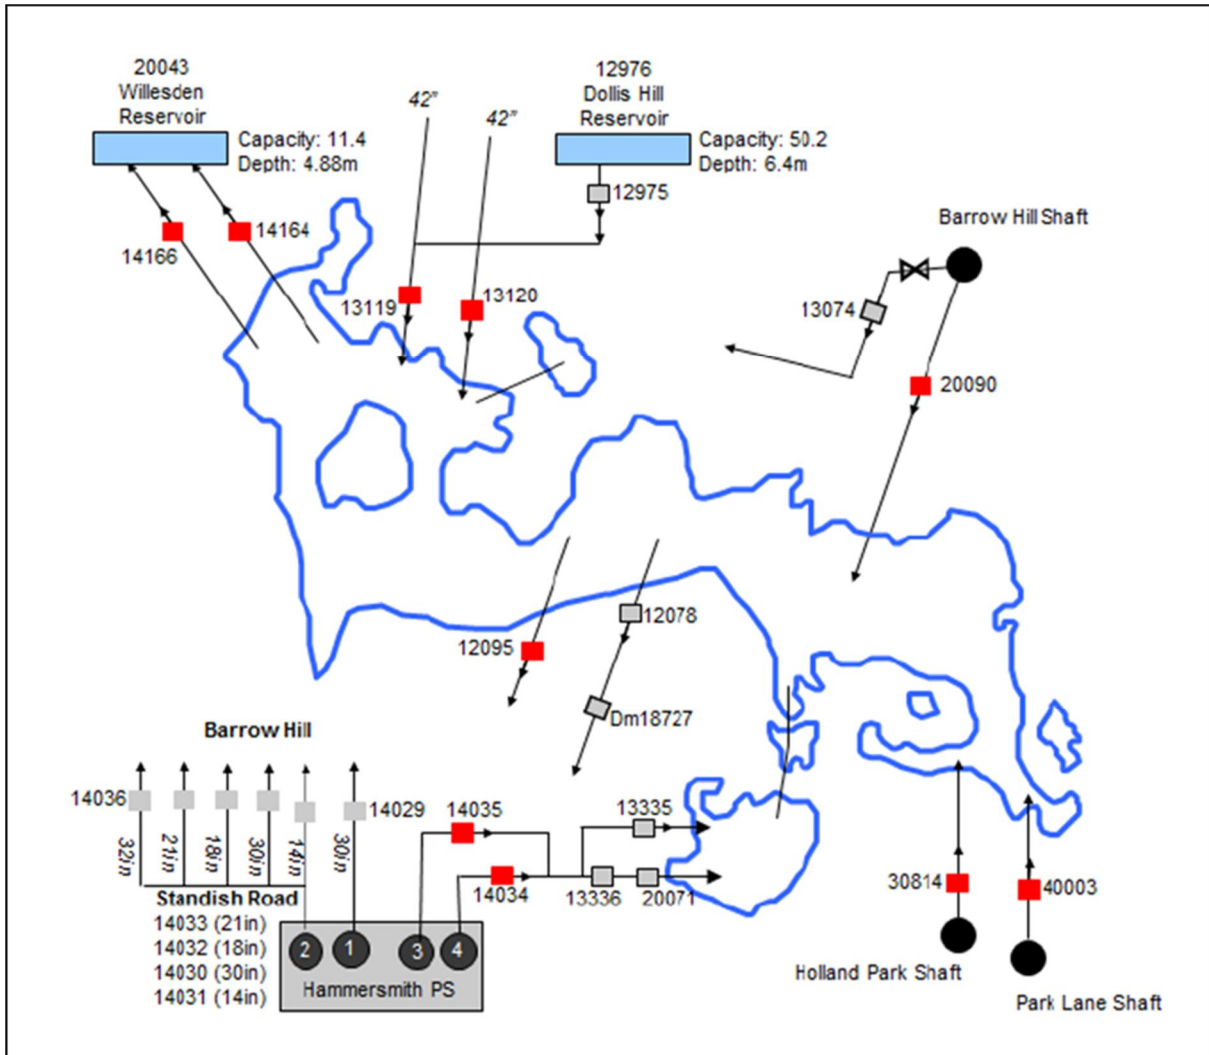 20043
Willesden
Reservoir
Capacity: 11.4
Depth: 4.88m
42”
42”
12976
Dollis Hill
Reservoir
Capacity: 50.2
Depth: 6.4m
12975
14164
14166
13119
13120
Barrow Hill Shaft
13074
20090
12095
12078
Dm18727
Barrow Hill
14036
14029
32in
21in
18in
30in
14in
30in
Standish Road
14033 (21in)
14032 (18in)
14030 (30in)
14031 (14in)
2
1
3
4
Hammersmith PS
14035
14034
13335
13336
20071
30814
40003
Holland Park Shaft
Park Lane Shaft